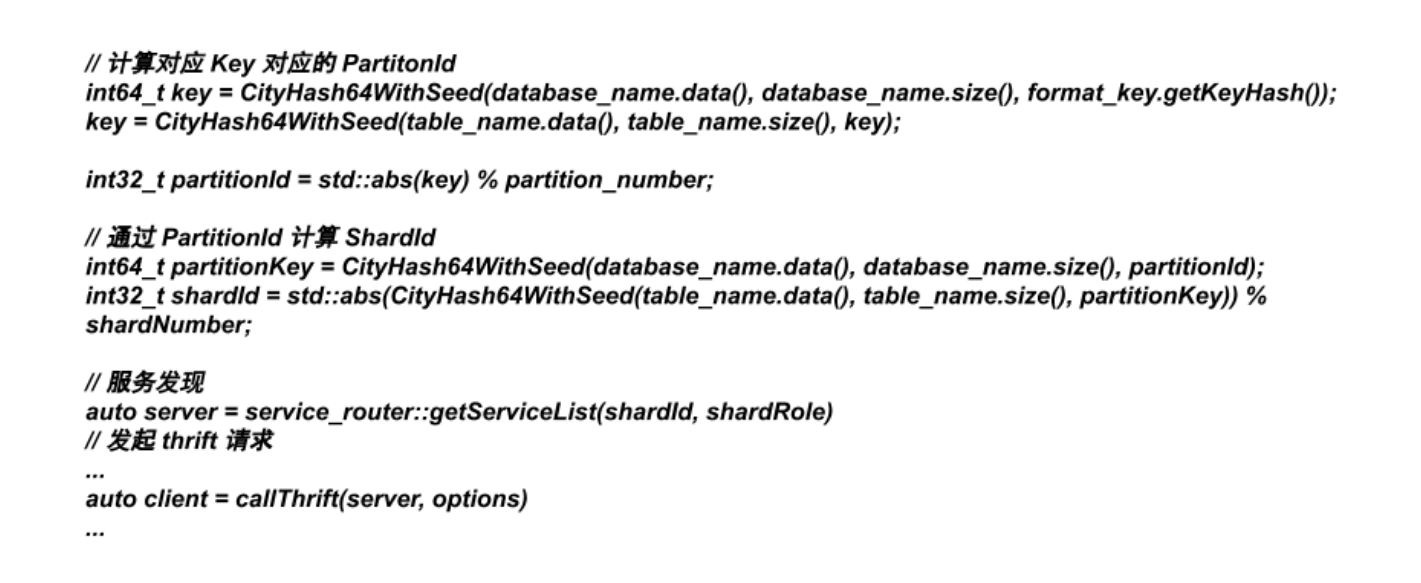 // 计算对应 Key 对应的 PartitonId
int64_t key = CityHash64WithSeed(database_name.data(), database_name.size(), format_key.getKeyHash());
key = CityHash64WithSeed(table_name.data(), table_name.size(), key);
int32_t partitionId = std::abs(key) % partition_number;
// 通过 PartitionId 计算 ShardId
int64_t partitionKey = CityHash64WithSeed(database_name.data(), database_name.size(), partitionId);
int32_t shardId = std::abs(CityHash64WithSeed(table_name.data(), table_name.size(), partitionKey)) %
shardNumber;
// 服务发现
auto server = service_router::getServiceList(shardId, shardRole)
// 发起 thrift 请求
...
auto client = callThrift(server, options)
...